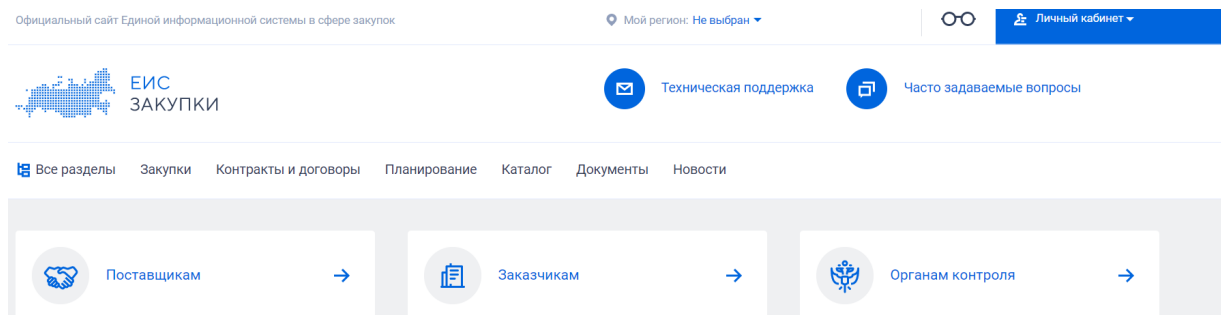 Официальный сайт Единой информационной системы в сфере закупок
Мой регион: Не выбран
Личный кабинет
ЕИС
ЗАКУПКИ
Техническая поддержка
Часто задаваемые вопросы
Все разделы Закупки Контракты и договоры Планирование Каталог Документы Новости
Поставщикам
Заказчикам
Органам контроля